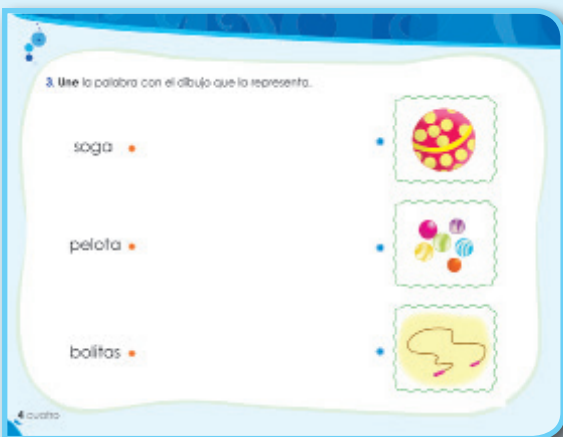 3. Une la palabra con el dibujo que la representa.
soga
pelota
bolitas
4 cuatro